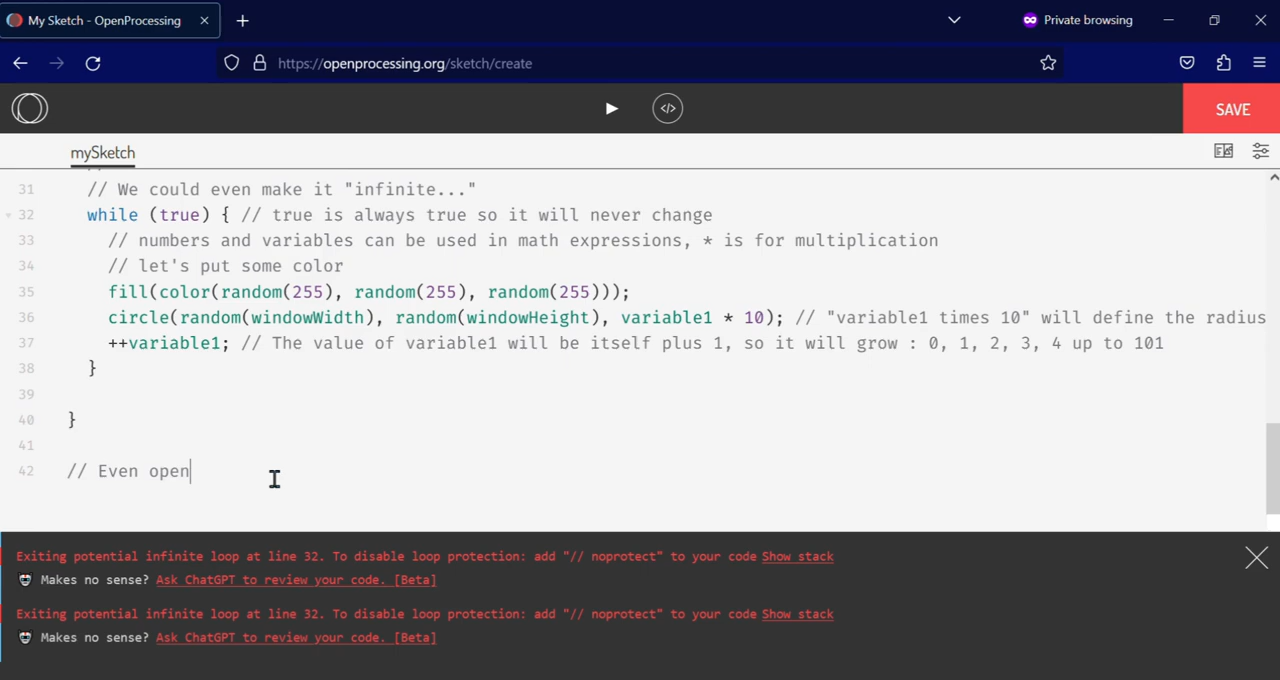 My Sketch - OpenProcessing
Private browsing
https://openprocessing.org/sketch/create
</>
SAVE
mySketch
31 // We could even make it "infinite..."
32 while (true) { // true is always true so it will never change
33 // numbers and variables can be used in math expressions, * is for multiplication
34 // let's put some color
35 fill(color(random(255), random(255), random(255)));
36 circle(random(windowWidth), random(windowHeight), variable1 * 10); // "variable1 times 10" will define the radius
37 ++variable1; // The value of variable1 will be itself plus 1, so it will grow : 0, 1, 2, 3, 4 up to 101
38 }
39
40 }
41
42 // Even open
Exiting potential infinite loop at line 32. To disable loop protection: add "// noprotect" to your code Show stack
Makes no sense? Ask ChatGPT to review your code. [Beta]
Exiting potential infinite loop at line 32. To disable loop protection: add "// noprotect" to your code Show stack
Makes no sense? Ask ChatGPT to review your code. [Beta]